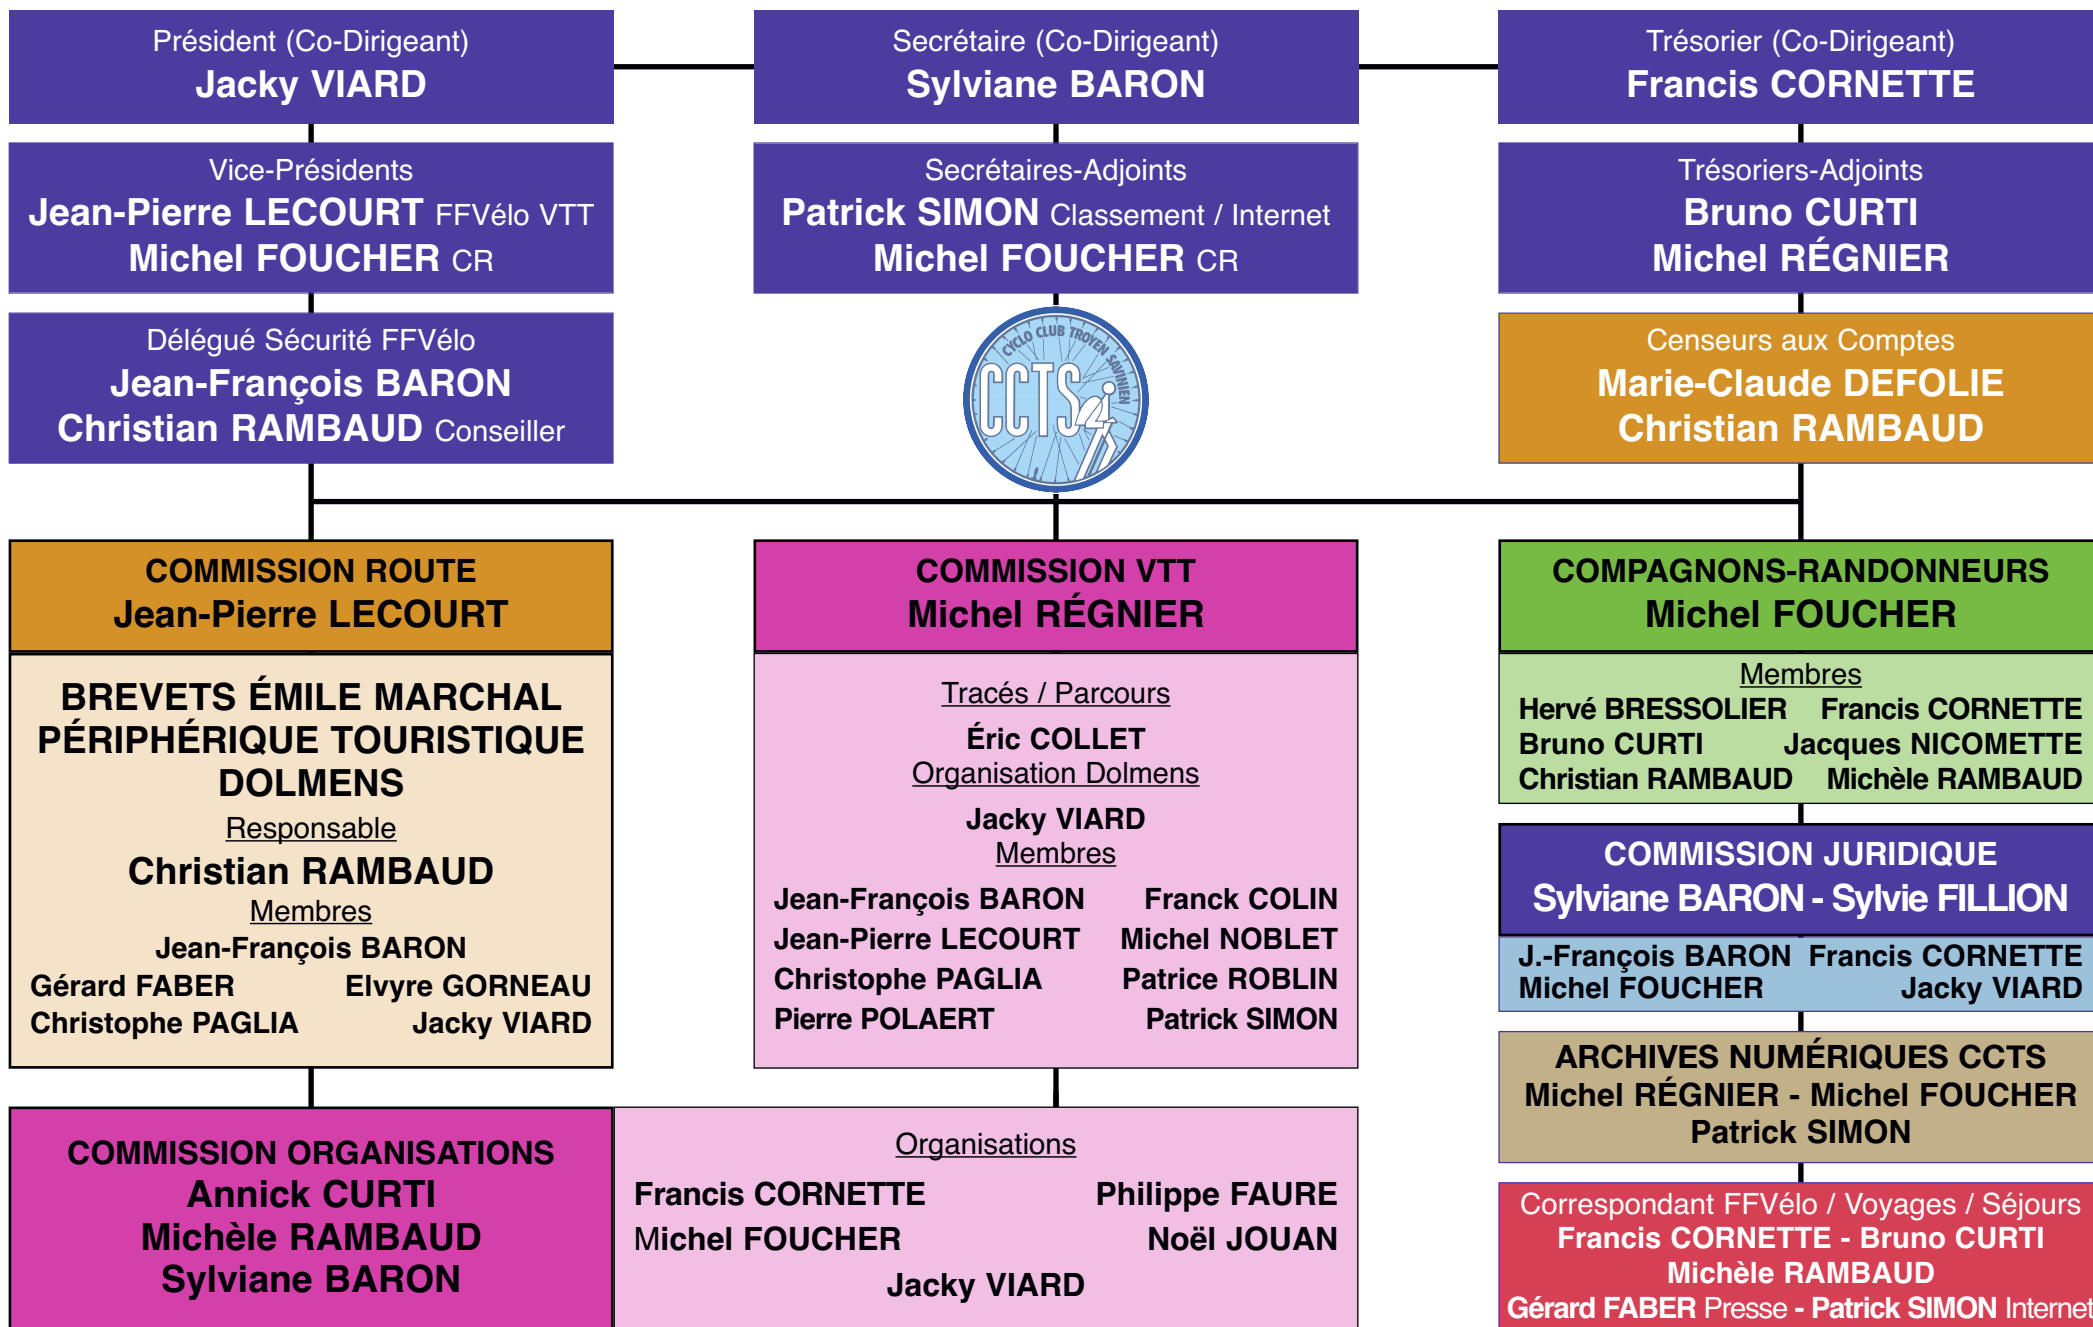 Président (Co-Dirigeant)
Jacky VIARD
Secrétaire (Co-Dirigeant)
Sylviane BARON
Trésorier (Co-Dirigeant)
Francis CORNETTE
Vice-Présidents
Jean-Pierre LECOURT FFVélo VTT
Michel FOUCHER CR
Secrétaires-Adjoints
Patrick SIMON Classement / Internet
Michel FOUCHER CR
Trésoriers-Adjoints
Bruno CURTI
Michel RÉGNIER
Délégué Sécurité FFVélo
Jean-François BARON
Christian RAMBAUD Conseiller
CYCLO CLUB TROYEN SAVINIEN
CCTS
Censeurs aux Comptes
Marie-Claude DEFOLIE
Christian RAMBAUD
COMMISSION ROUTE
Jean-Pierre LECOURT
BREVETS ÉMILE MARCHAL
PÉRIPHÉRIQUE TOURISTIQUE
DOLMENS
Responsable
Christian RAMBAUD
Membres
Jean-François BARON
Gérard FABER Elvyre GORNEAU
Christophe PAGLIA Jacky VIARD
COMMISSION VTT
Michel RÉGNIER
Tracés / Parcours
Éric COLLET
Organisation Dolmens
Jacky VIARD
Membres
Jean-François BARON Franck COLIN
Jean-Pierre LECOURT Michel NOBLET
Christophe PAGLIA Patrice ROBLIN
Pierre POLAERT Patrick SIMON
COMPAGNONS-RANDONNEURS
Michel FOUCHER
Membres
Hervé BRESSOLIER Francis CORNETTE
Bruno CURTI Jacques NICOMETTE
Christian RAMBAUD Michèle RAMBAUD
COMMISSION JURIDIQUE
Sylviane BARON - Sylvie FILLION
J.-François BARON Francis CORNETTE
Michel FOUCHER Jacky VIARD
ARCHIVES NUMÉRIQUES CCTS
Michel RÉGNIER - Michel FOUCHER
Patrick SIMON
COMMISSION ORGANISATIONS
Annick CURTI
Michèle RAMBAUD
Sylviane BARON
Organisations
Francis CORNETTE Philippe FAURE
Michel FOUCHER Noël JOUAN
Jacky VIARD
Correspondant FFVélo / Voyages / Séjours
Francis CORNETTE - Bruno CURTI
Michèle RAMBAUD
Gérard FABER Presse - Patrick SIMON Internet